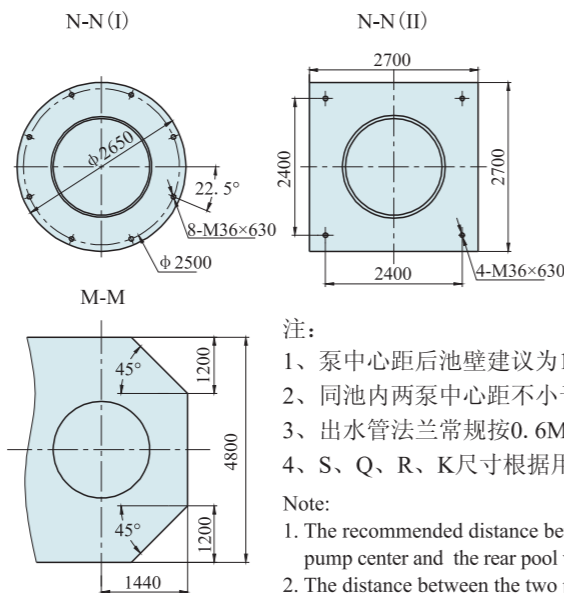 N-N(I)
N-N(II)
ϕ2650
22.5°
8-M36×630
ϕ2500
2700
2400
2700
2400
4-M36×630
M-M
45°
1200
4800
45°
1200
1440
注：
1、泵中心距后池壁建议为1
2、同池内两泵中心距不小
3、出水管法兰常规按0.6M
4、S、Q、R、K尺寸根据用
Note:
1. The recommended distance be
pump center and the rear pool
2. The distance between the two